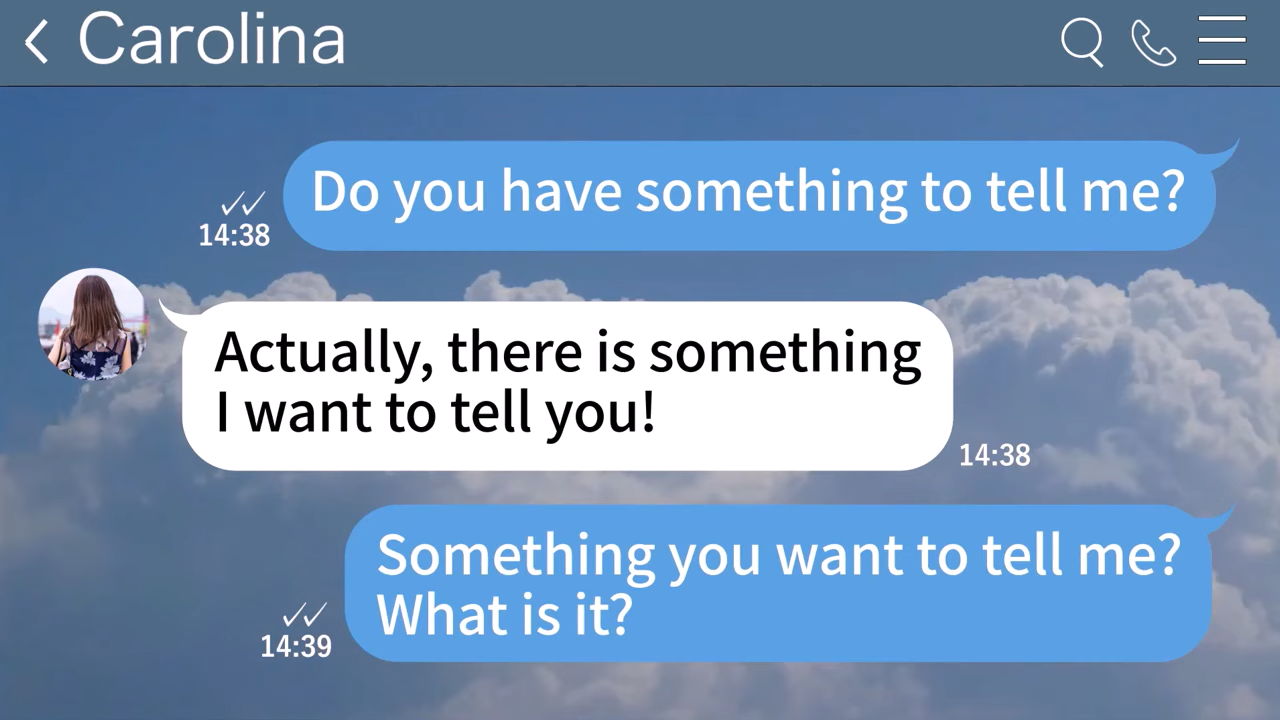 Carolina
Do you have something to tell me?
14:38
Actually, there is something
I want to tell you!
14:38
Something you want to tell me?
What is it?
14:39